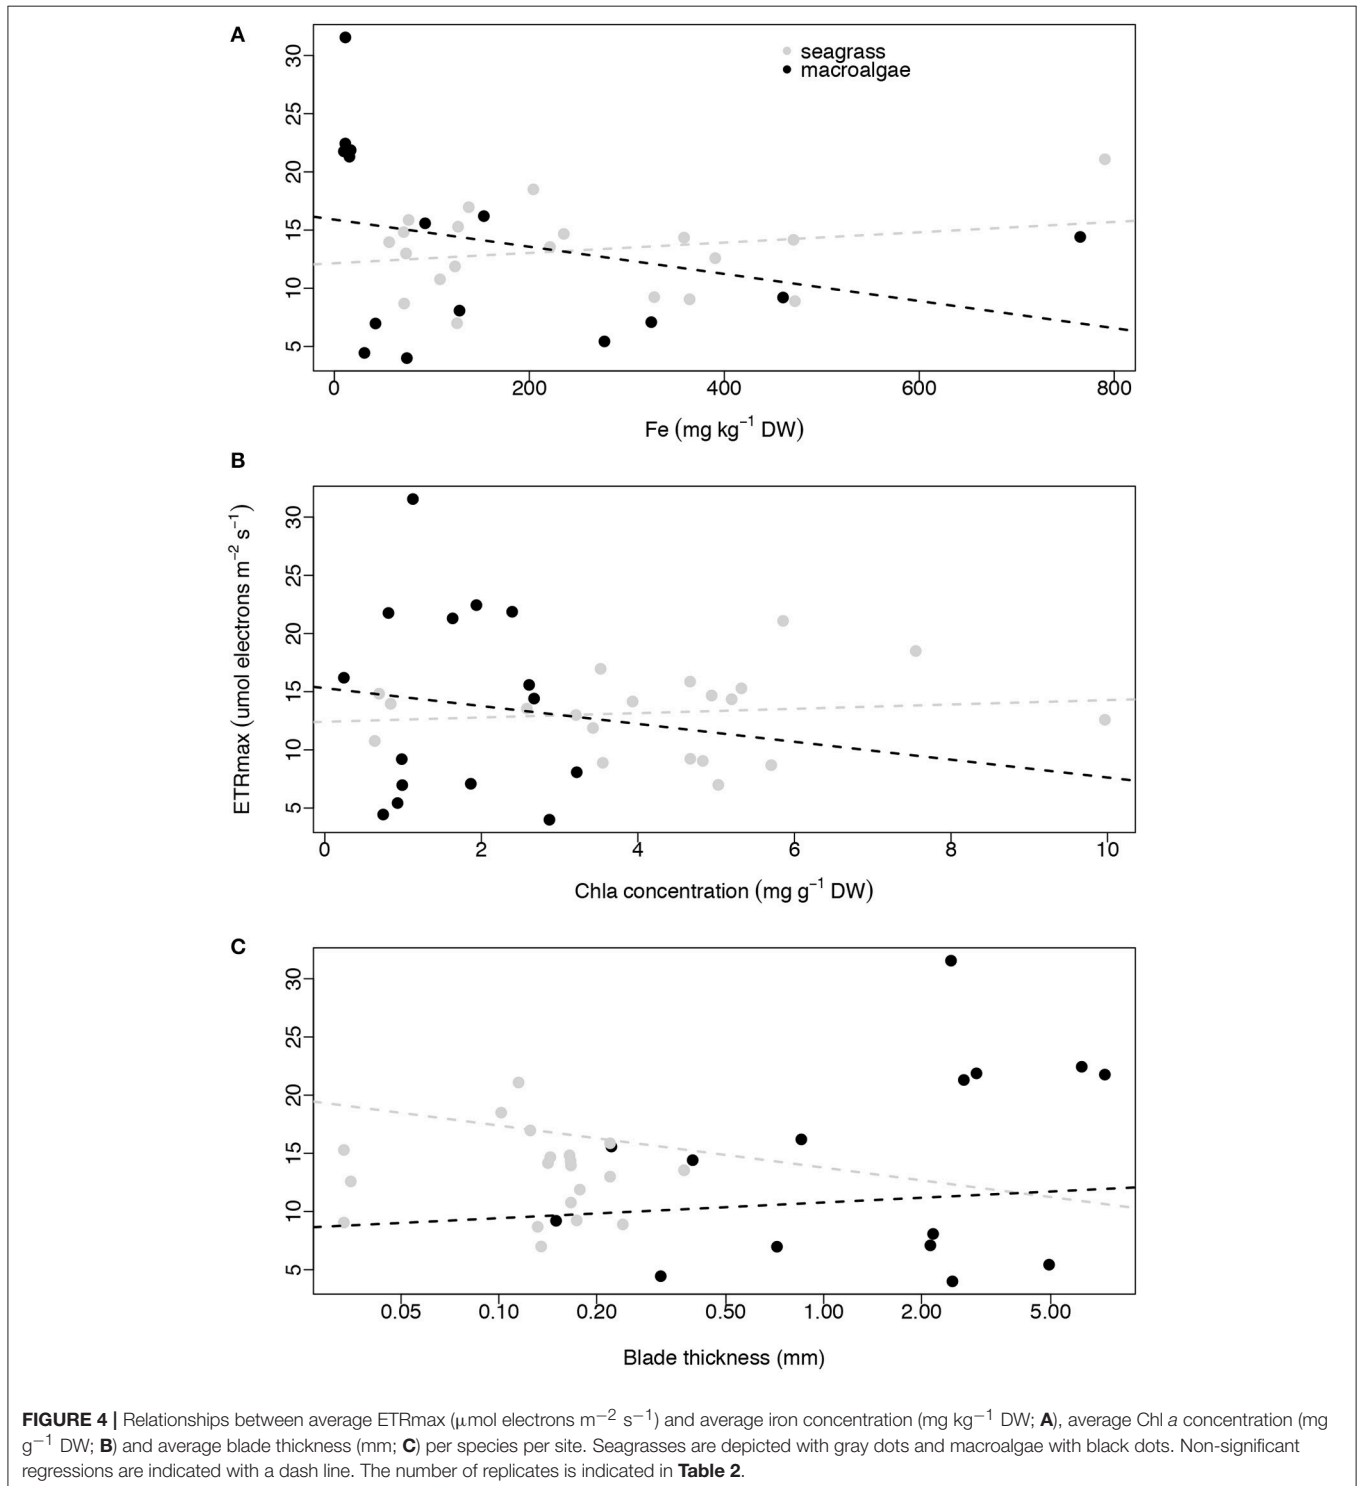 A
seagrass
macroalgae
30
25
20
15
10
5
0 200 400 600 800
Fe (mg kg⁻¹ DW)
B
30
25
20
15
10
5
ETRmax (umol electrons m⁻² s⁻¹)
0 2 4 6 8 10
Chla concentration (mg g⁻¹ DW)
C
30
25
20
15
10
5
0.05 0.10 0.20 0.50 1.00 2.00 5.00
Blade thickness (mm)
FIGURE 4 | Relationships between average ETRmax (μmol electrons m⁻² s⁻¹) and average iron concentration (mg kg⁻¹ DW; A), average Chl a concentration (mg
g⁻¹ DW; B) and average blade thickness (mm; C) per species per site. Seagrasses are depicted with gray dots and macroalgae with black dots. Non-significant
regressions are indicated with a dash line. The number of replicates is indicated in Table 2.